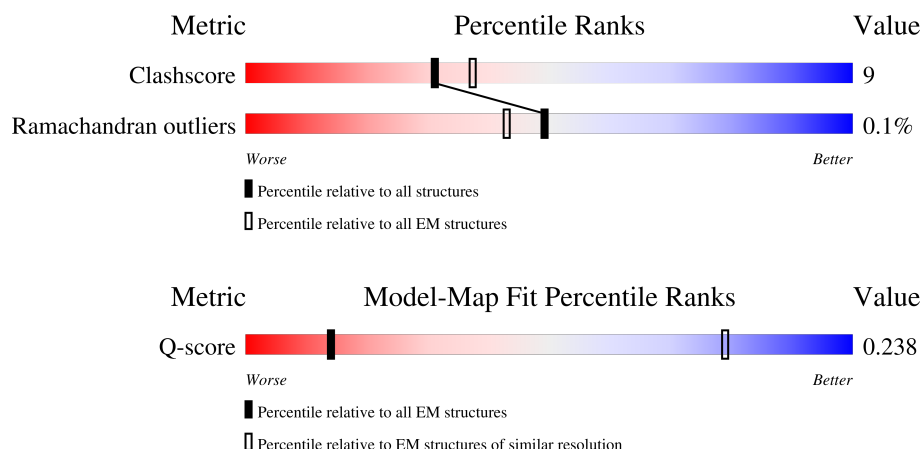 Metric Percentile Ranks Value
Clashscore 9
Ramachandran outliers 0.1%
Worse Better
Percentile relative to all structures
Percentile relative to all EM structures
Metric Model-Map Fit Percentile Ranks Value
Q-score 0.238
Worse Better
Percentile relative to all EM structures
Percentile relative to EM structures of similar resolution